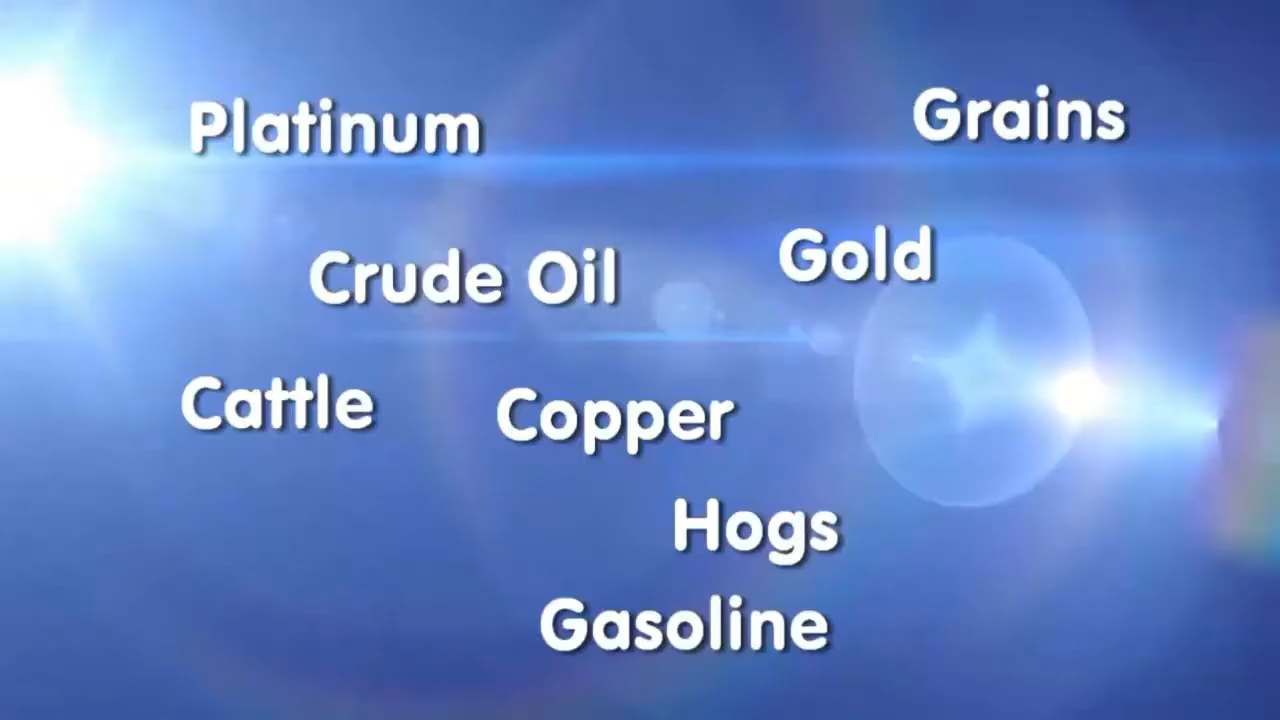 Platinum
Grains
Crude Oil
Gold
Cattle
Copper
Hogs
Gasoline